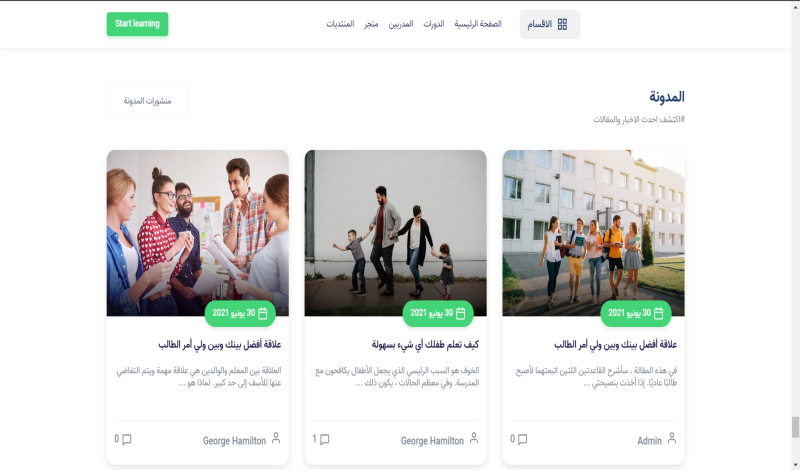 الاقسام
الصفحة الرئيسية
الدورات
المدربين
متجر
المنتديات
Start learning
المدونة
#اكتشف احدث الاخبار والمقالات
منشورات المدونة
30 يونيو 2021
علاقة أفضل بينك وبين ولي أمر الطالب
في هذه المقالة ، سأشرح القاعدتين اللتين اتبعتهما لأصبح
طالبًا عاديًا. إذا أخذت بنصيحتي ...
Admin
0
30 يونيو 2021
كيف تعلم طفلك أي شيء بسهولة
الخوف هو السبب الرئيسي الذي يجعل الأطفال يكافحون مع
المدرسة. وفي معظم الحالات ، يكون ذلك ...
George Hamilton
1
30 يونيو 2021
علاقة أفضل بينك وبين ولي أمر الطالب
العلاقة بين المعلم والوالدين هي علاقة مهمة ويتم التغاضي
عنها للأسف إلى حد كبير. لماذا هو ...
George Hamilton
0